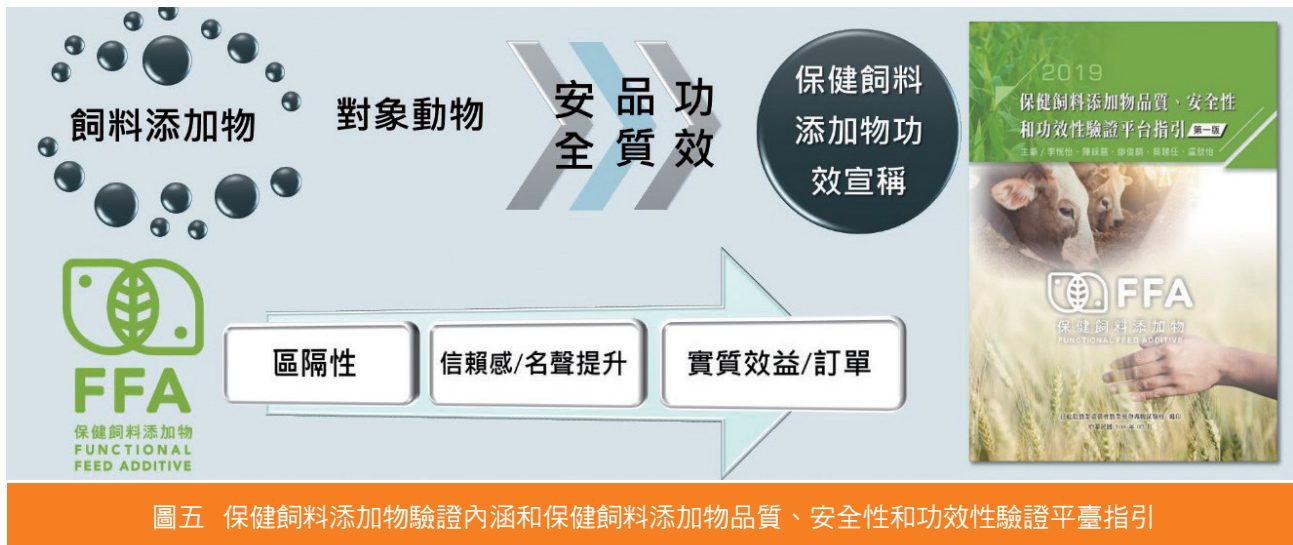 飼料添加物
對象動物
安全
品質
功效
保健飼料
添加物功
效宣稱
FFA
保健飼料添加物
FUNCTIONAL
FEED ADDITIVE
區隔性
信賴感/名聲提升
實質效益/訂單
2019
保健飼料添加物品質、安全性
和功效性驗證平台指引 第一版
FFA
保健飼料添加物
FUNCTIONAL FEED ADDITIVE
圖五 保健飼料添加物驗證內涵和保健飼料添加物品質、安全性和功效性驗證平臺指引